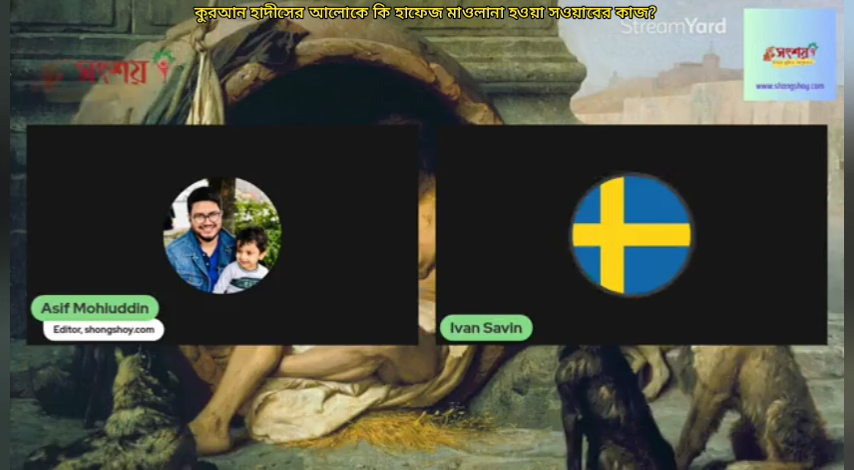 কুরআন হাদীসের আলোকে কি হাফেজ মাওলানা হওয়া সওয়াবের কাজ?
StreamYard
সংশয়
সংশয়
www.shongshoy.com
Asif Mohiuddin
Editor, shongshoy.com
Ivan Savin